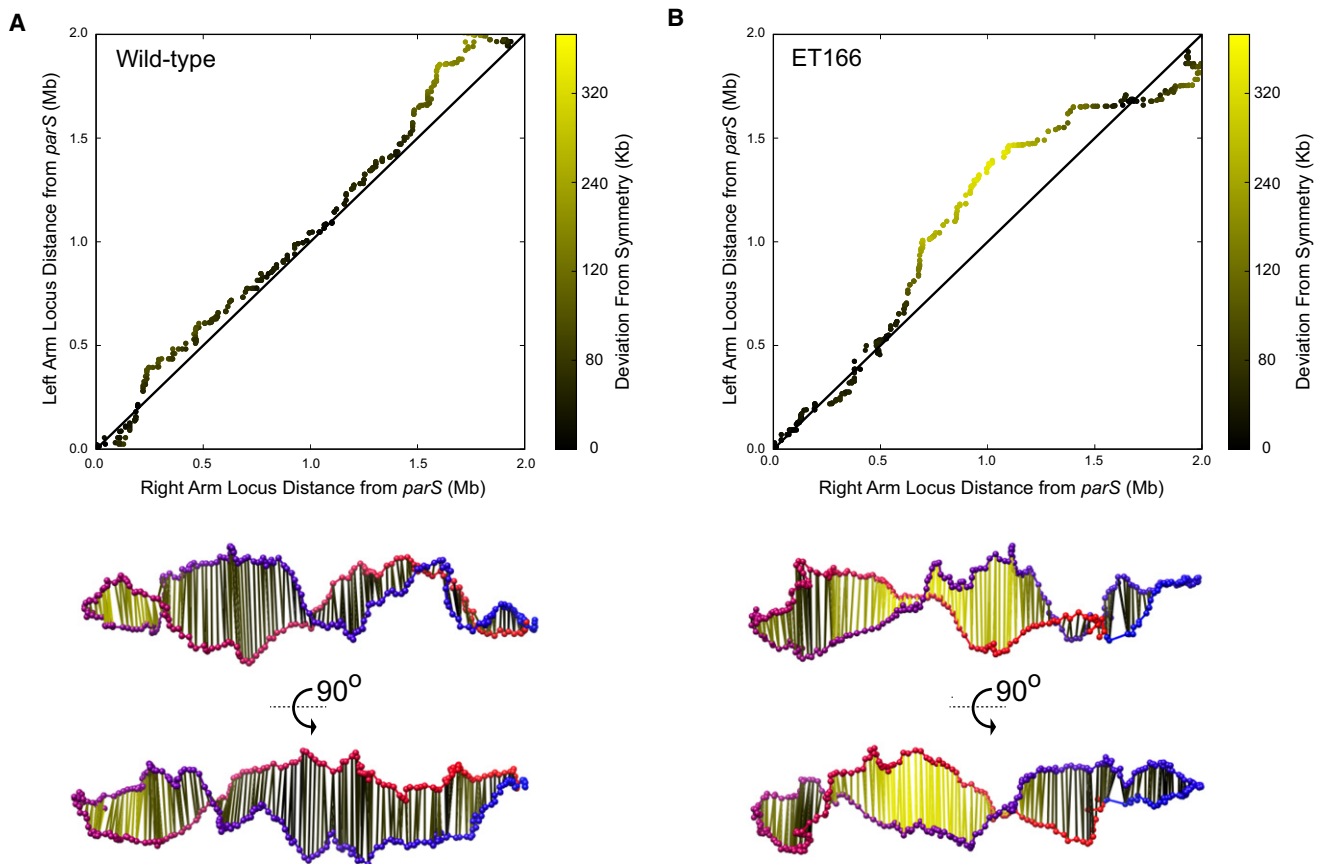 A
Wild-type
2.0
1.5
1.0
0.5
0.0
0.0
0.5
1.0
1.5
2.0
Left Arm Locus Distance from parS (Mb)
Right Arm Locus Distance from parS (Mb)
320
240
120
80
0
Deviation From Symmetry (Kb)
90o
B
ET166
2.0
1.5
1.0
0.5
0.0
0.0
0.5
1.0
1.5
2.0
Left Arm Locus Distance from parS (Mb)
Right Arm Locus Distance from parS (Mb)
320
240
120
80
0
Deviation From Symmetry (Kb)
90o